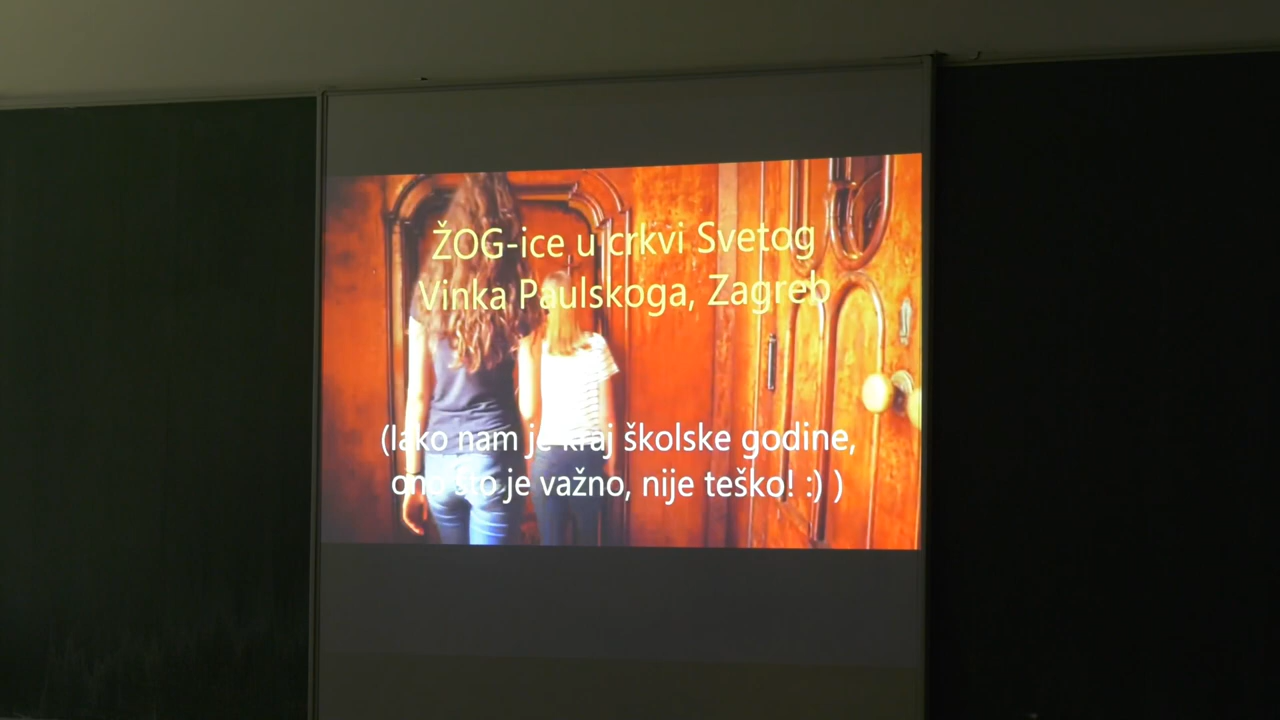 ŽOG-ice u crkvi Svetog
Vinka Paulskoga, Zagreb
(Iako nam je kraj školske godine,
ono što je važno, nije teško! :) )